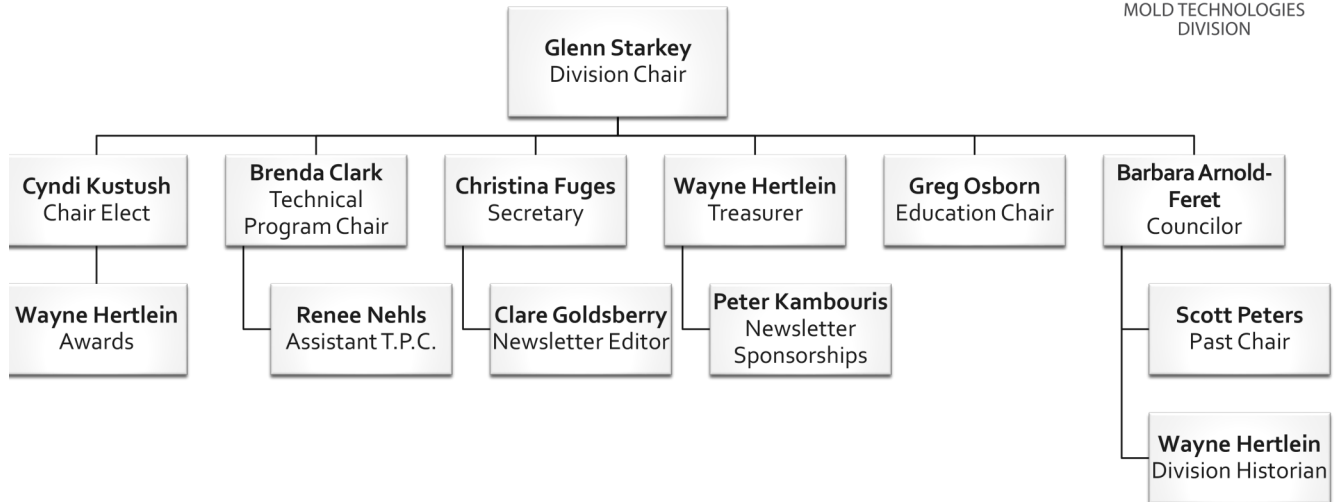 MOLD TECHNOLOGIES
DIVISION
Glenn Starkey
Division Chair
Cyndi Kustush
Chair Elect
Brenda Clark
Technical
Program Chair
Christina Fuges
Secretary
Wayne Hertlein
Treasurer
Greg Osborn
Education Chair
Barbara Arnold-
Feret
Councilor
Wayne Hertlein
Awards
Renee Nehls
Assistant T.P.C.
Clare Goldsberry
Newsletter Editor
Peter Kambouris
Newsletter
Sponsorships
Scott Peters
Past Chair
Wayne Hertlein
Division Historian